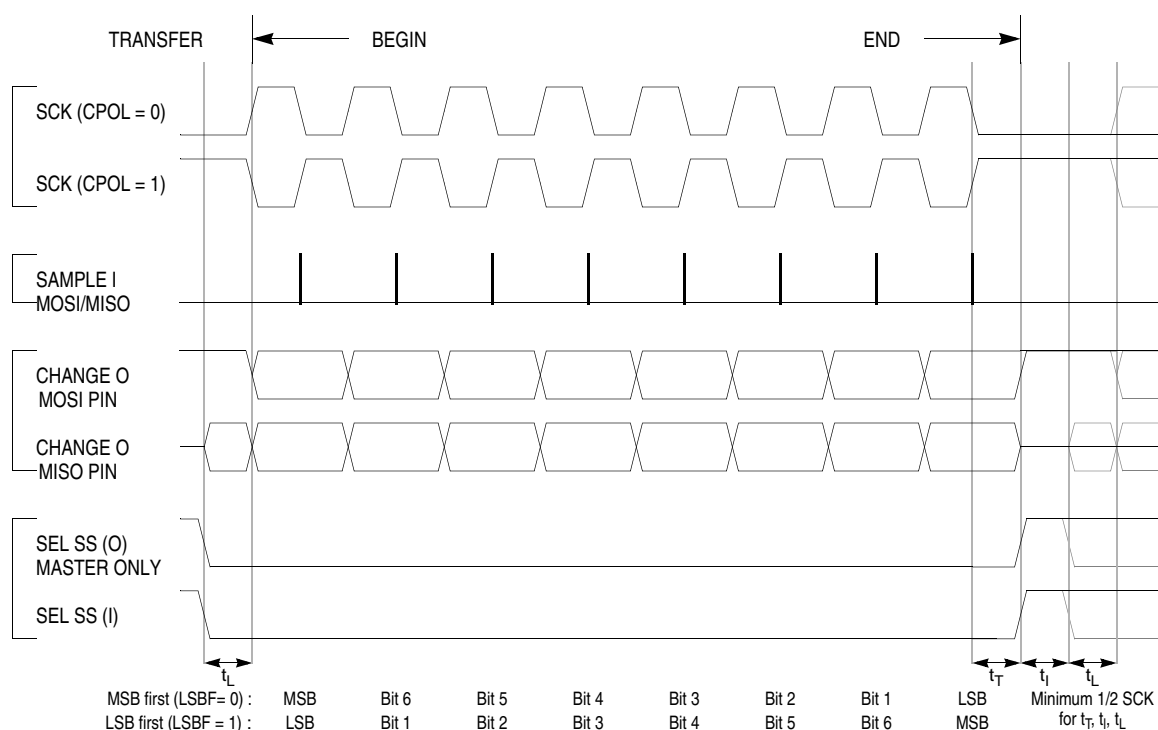 TRANSFER BEGIN END
SCK (CPOL = 0)
SCK (CPOL = 1)
SAMPLE I
MOSI/MISO
CHANGE O
MOSI PIN
CHANGE O
MISO PIN
SEL SS (O)
MASTER ONLY
SEL SS (I)
tL tT tI tL
MSB first (LSBF= 0) : MSB Bit 6 Bit 5 Bit 4 Bit 3 Bit 2 Bit 1 LSB Minimum 1/2 SCK
LSB first (LSBF = 1) : LSB Bit 1 Bit 2 Bit 3 Bit 4 Bit 5 Bit 6 MSB for tT, tl, tL